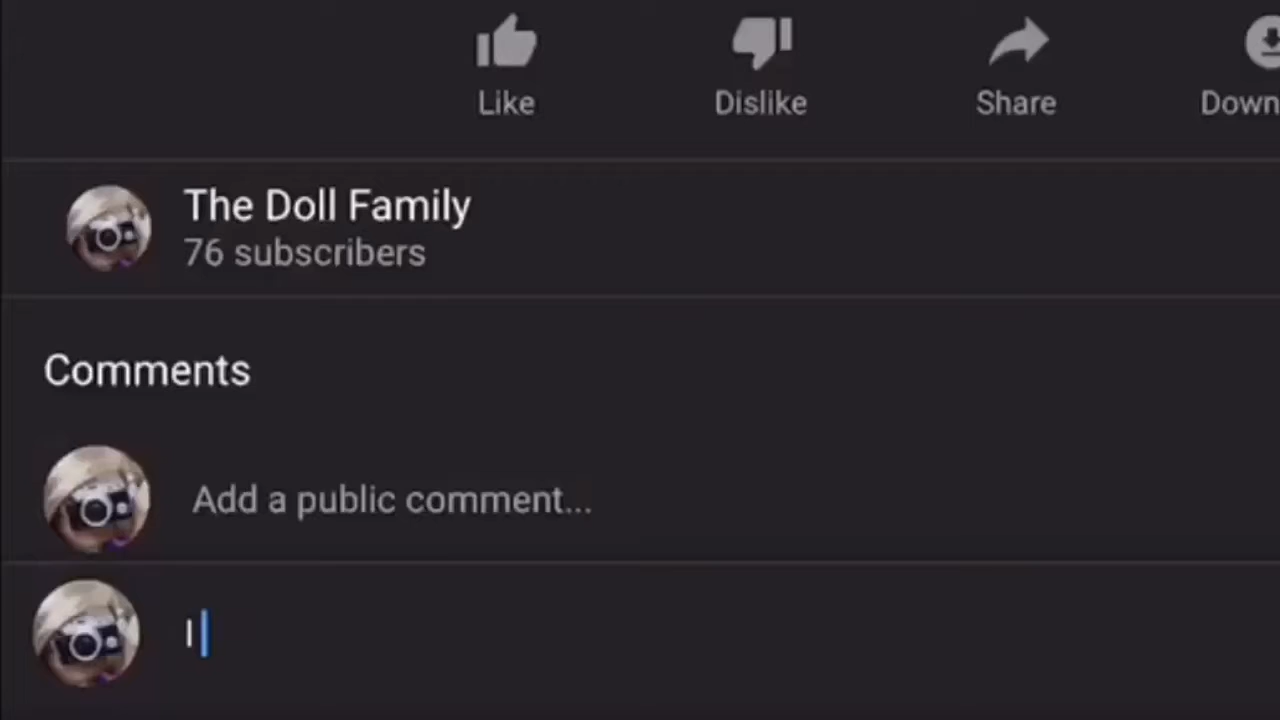 Like Dislike Share Down
The Doll Family
76 subscribers
Comments
Add a public comment...
I